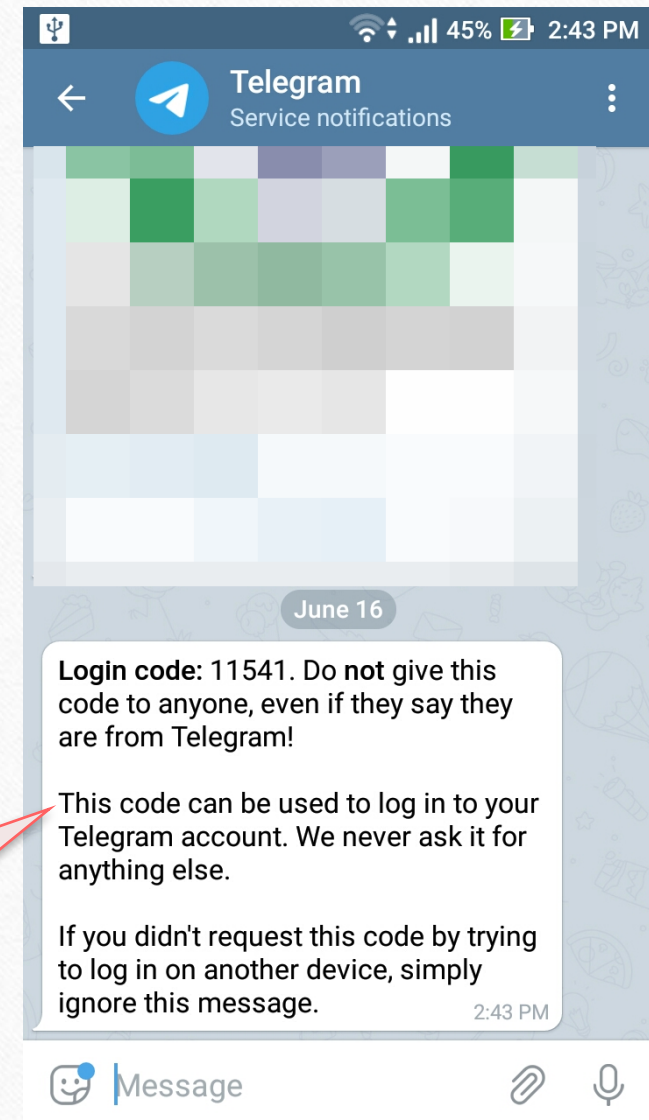 45% 2:43 PM
Telegram
Service notifications
June 16
Login code: 11541. Do not give this
code to anyone, even if they say they
are from Telegram!
This code can be used to log in to your
Telegram account. We never ask it for
anything else.
If you didn't request this code by trying
to log in on another device, simply
ignore this message.
2:43 PM
Message